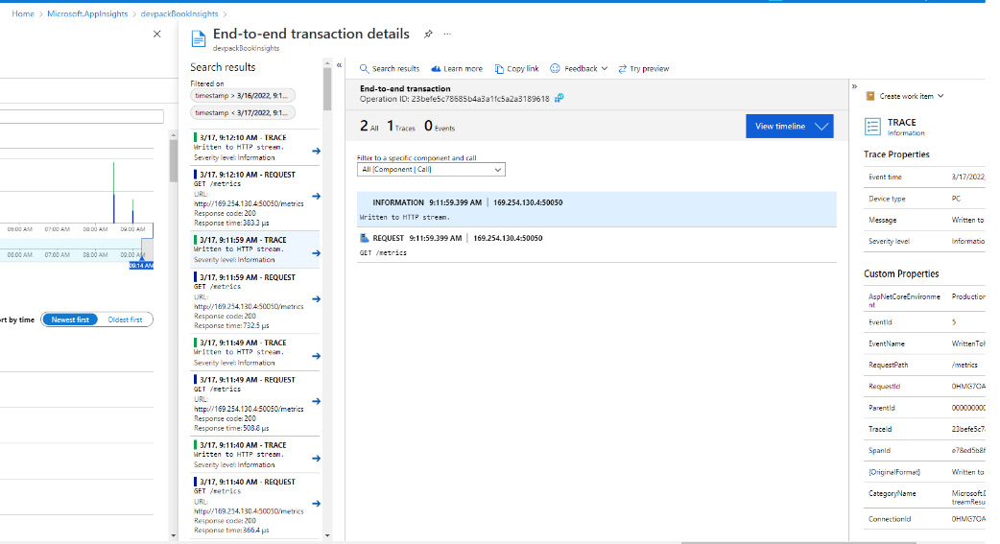 Home > Microsoft.AppInsights > devpackBookInsights >
End-to-end transaction details
devpackBookInsights
06:00 AM 07:00 AM 08:00 AM 09:00 AM
06:00 AM 07:00 AM 08:00 AM 09:00 AM
09:14 AM
rt by time Newest first Oldest first
Search results
Filtered on
timestamp > 3/16/2022, 9:1...
timestamp < 3/17/2022, 9:1...
3/17, 9:12:10 AM - TRACE
Written to HTTP stream.
Severity level: Information
3/17, 9:12:10 AM - REQUEST
GET /metrics
URL:
http://169.254.130.4:50050/metrics
Response code: 200
Response time: 383.3 µs
3/17, 9:11:59 AM - TRACE
Written to HTTP stream.
Severity level: Information
3/17, 9:11:59 AM - REQUEST
GET /metrics
URL:
http://169.254.130.4:50050/metrics
Response code: 200
Response time: 732.5 µs
3/17, 9:11:49 AM - TRACE
Written to HTTP stream.
Severity level: Information
3/17, 9:11:49 AM - REQUEST
GET /metrics
URL:
http://169.254.130.4:50050/metrics
Response code: 200
Response time: 508.8 µs
3/17, 9:11:40 AM - TRACE
Written to HTTP stream.
Severity level: Information
3/17, 9:11:40 AM - REQUEST
GET /metrics
URL:
http://169.254.130.4:50050/metrics
Response code: 200
Response time: 366.4 µs
Search results Learn more Copy link Feedback Try preview
End-to-end transaction
Operation ID: 23befe5c78685b4a3a1fc5a2a3189618
2 All 1 Traces 0 Events
View timeline
Filter to a specific component and call
All [Component | Call]
INFORMATION 9:11:59.399 AM | 169.254.130.4:50050
Written to HTTP stream.
REQUEST 9:11:59.399 AM | 169.254.130.4:50050
GET /metrics
Create work item
TRACE
Information
Trace Properties
Event time 3/17/2022,
Device type PC
Message Written to
Severity level Informatio
Custom Properties
AspNetCoreEnvironme
nt Production
EventId 5
EventName WrittenTo
RequestPath /metrics
RequestId 0HMG7OA
ParentId 00000000
TraceId 23befe5c7
SpanId e78ed5b8f
{OriginalFormat} Written to
CategoryName Microsoft.
treamResu
ConnectionId 0HMG7OA